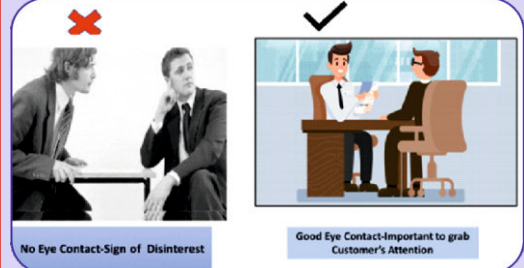 No Eye Contact-Sign of Disinterest
Good Eye Contact-Important to grab
Customer's Attention